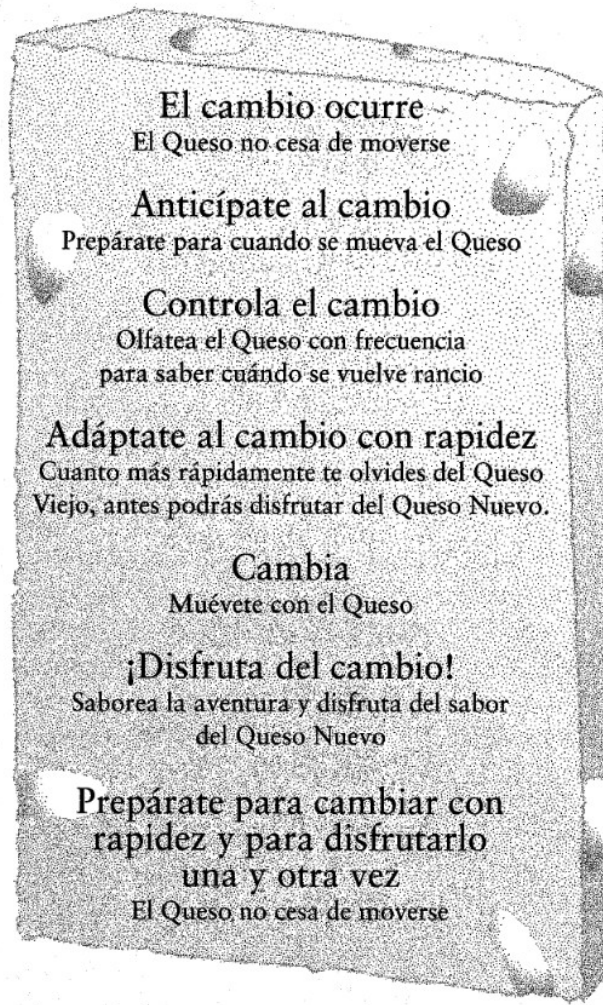 El cambio ocurre
El Queso no cesa de moverse
Anticípate al cambio
Prepárate para cuando se mueva el Queso
Controla el cambio
Olfatea el Queso con frecuencia
para saber cuándo se vuelve rancio
Adáptate al cambio con rapidez
Cuanto más rápidamente te olvides del Queso
Viejo, antes podrás disfrutar del Queso Nuevo.
Cambia
Muévete con el Queso
¡Disfruta del cambio!
Saborea la aventura y disfruta del sabor
del Queso Nuevo
Prepárate para cambiar con
rapidez y para disfrutarlo
una y otra vez
El Queso no cesa de moverse